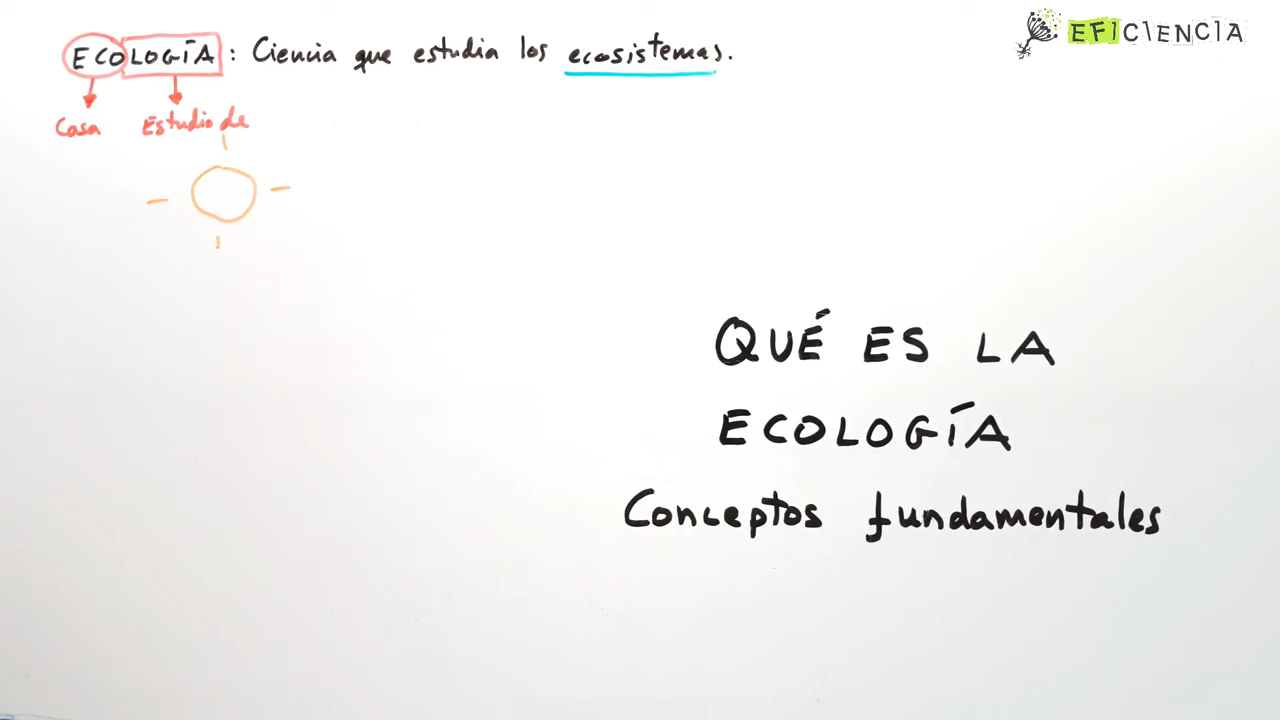 ECOLOGÍA: Ciencia que estudia los ecosistemas.
EFICIENCIA
Casa Estudio de
QUÉ ES LA
ECOLOGÍA
Conceptos fundamentales